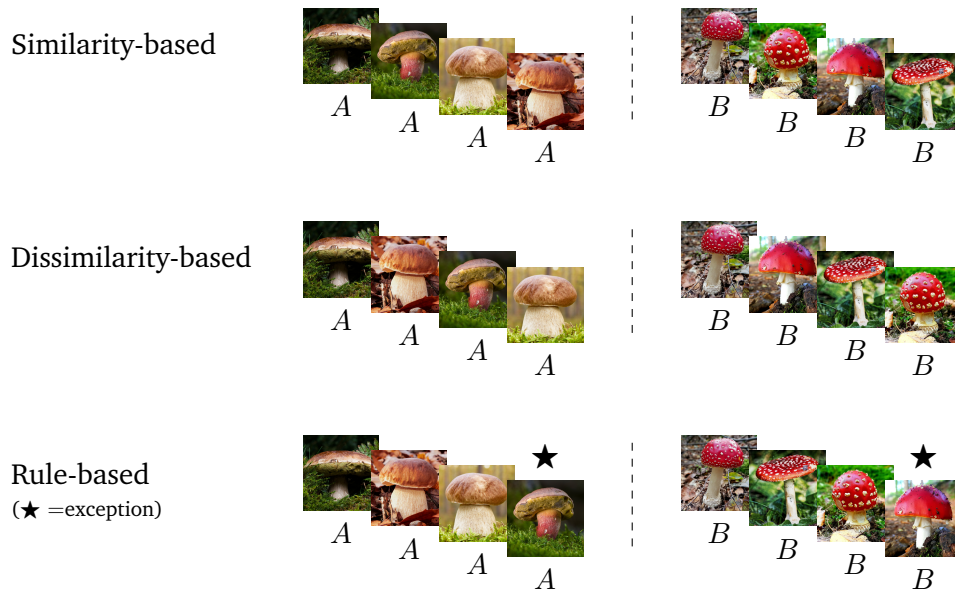 Similarity-based
A A A A B B B B
Dissimilarity-based
A A A A B B B B
Rule-based
(★ =exception)
★ ★
A A A A B B B B